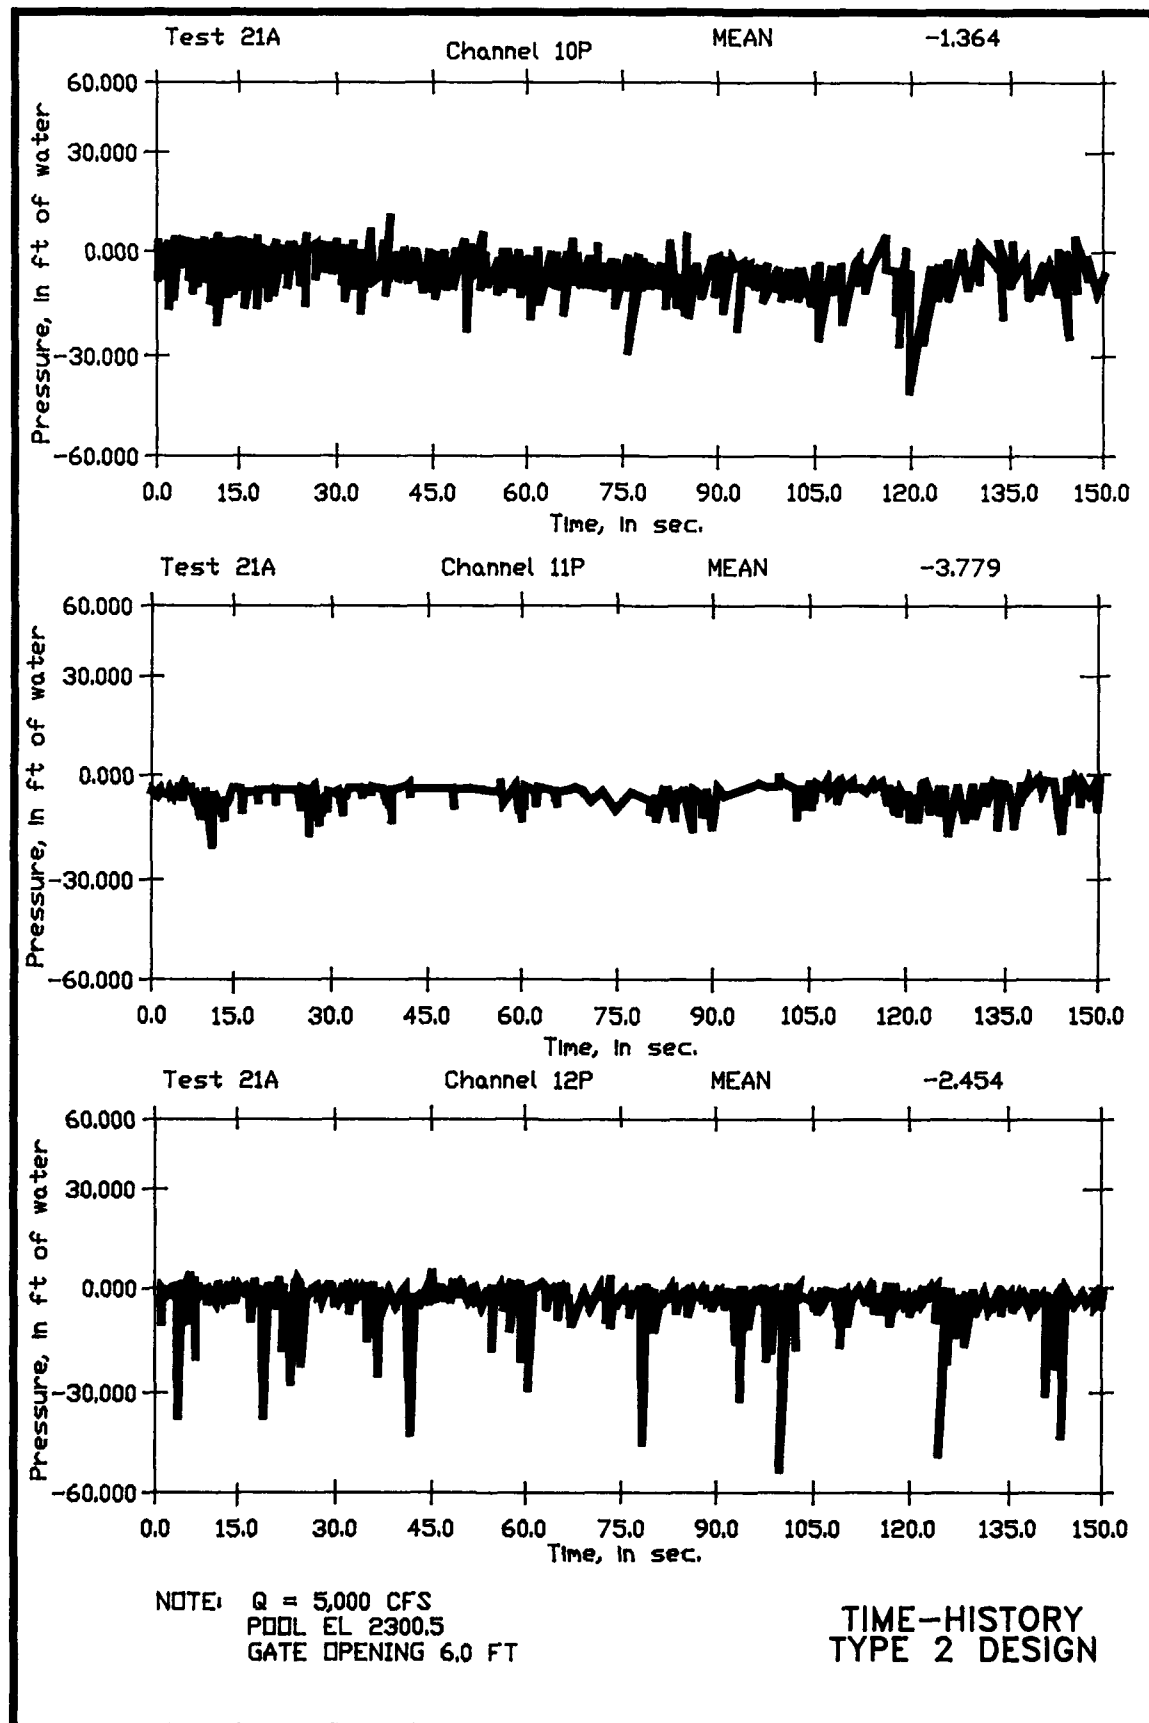 Test 21A Channel 10P MEAN -1.364
Pressure, in ft of water
60.000
30.000
0.000
-30.000
-60.000
0.0 15.0 30.0 45.0 60.0 75.0 90.0 105.0 120.0 135.0 150.0
Time, in sec.
Test 21A Channel 11P MEAN -3.779
Pressure, in ft of water
60.000
30.000
0.000
-30.000
-60.000
0.0 15.0 30.0 45.0 60.0 75.0 90.0 105.0 120.0 135.0 150.0
Time, in sec.
Test 21A Channel 12P MEAN -2.454
Pressure, in ft of water
60.000
30.000
0.000
-30.000
-60.000
0.0 15.0 30.0 45.0 60.0 75.0 90.0 105.0 120.0 135.0 150.0
Time, in sec.
NOTE: Q = 5,000 CFS
POOL EL 2300.5
GATE OPENING 6.0 FT
TIME-HISTORY
TYPE 2 DESIGN